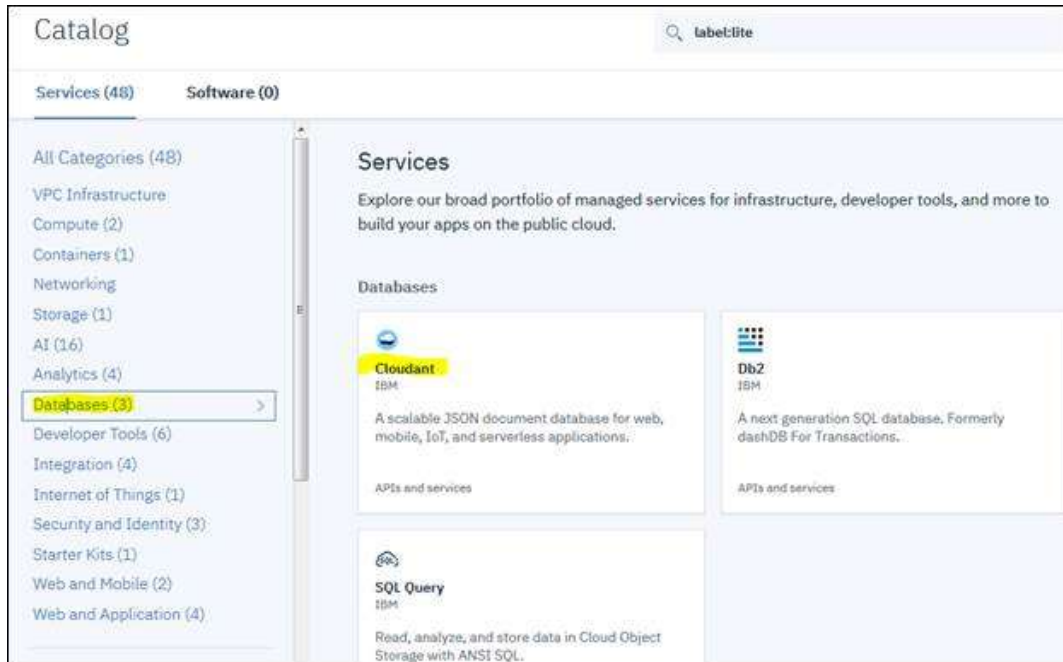 Catalog
label:lite
Services (48)
Software (0)
All Categories (48)
VPC Infrastructure
Compute (2)
Containers (1)
Networking
Storage (1)
AI (16)
Analytics (4)
Databases (3)
Developer Tools (6)
Integration (4)
Internet of Things (1)
Security and Identity (3)
Starter Kits (1)
Web and Mobile (2)
Web and Application (4)
Services
Explore our broad portfolio of managed services for infrastructure, developer tools, and more to
build your apps on the public cloud.
Databases
Cloudant
IBM
A scalable JSON document database for web,
mobile, IoT, and serverless applications.
APIs and services
Db2
IBM
A next generation SQL database. Formerly
dashDB For Transactions.
APIs and services
SQL Query
IBM
Read, analyze, and store data in Cloud Object
Storage with ANSI SQL.